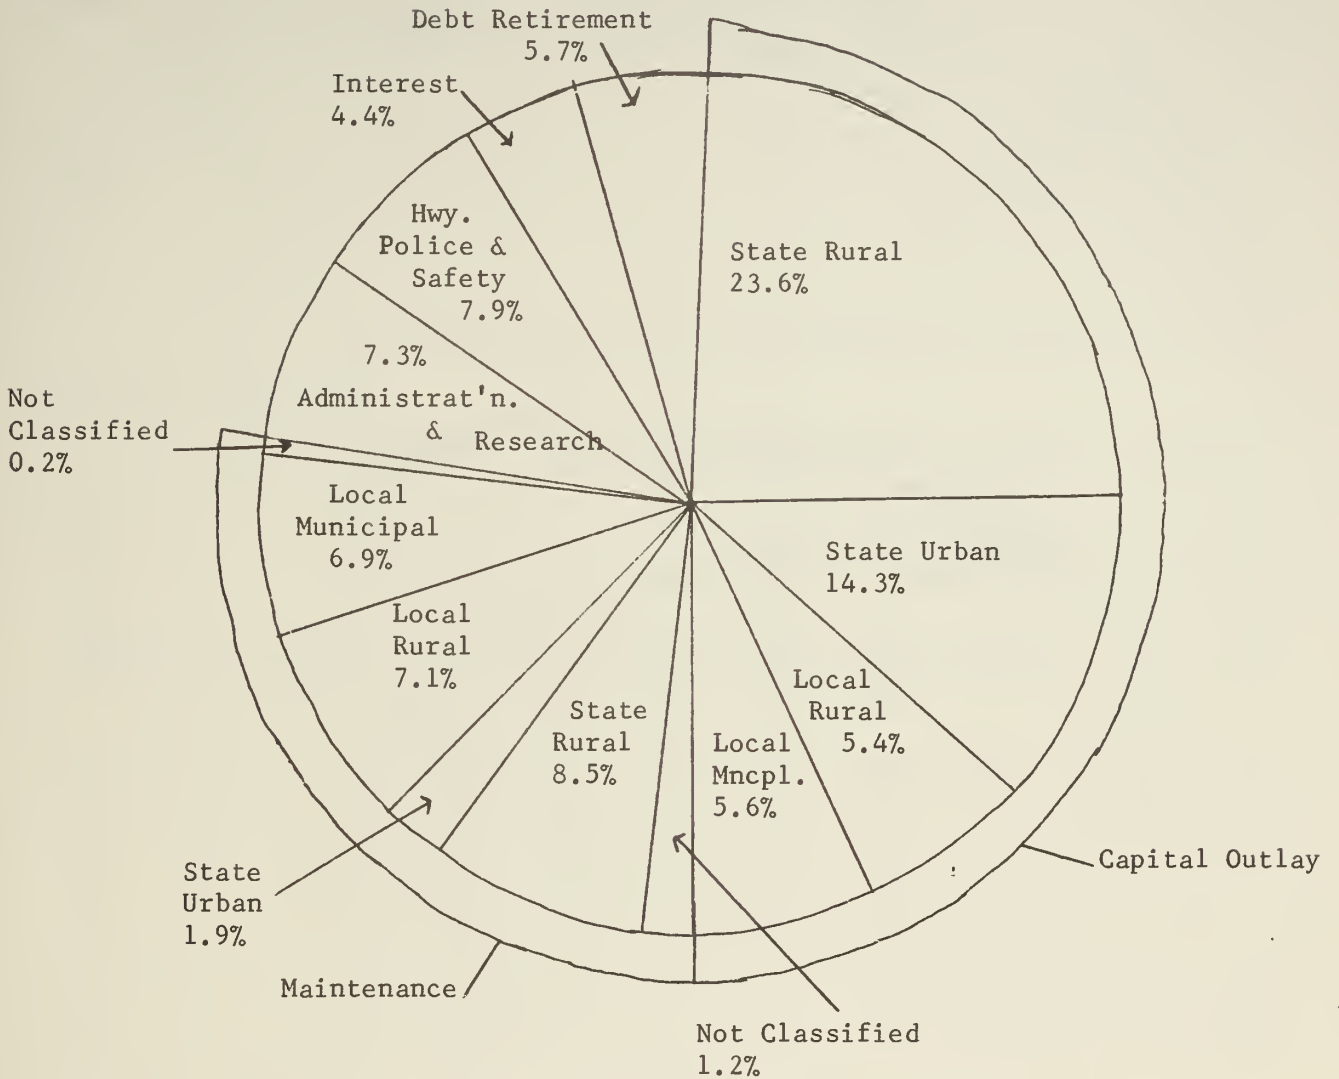 Debt Retirement
5.7%
Interest
4.4%
Hwy.
Police &
Safety
7.9%
State Rural
23.6%
7.3%
Administrat'n.
& Research
Not
Classified
0.2%
Local
Municipal
6.9%
State Urban
14.3%
Local
Rural
7.1%
Local
Rural
5.4%
State
Rural
8.5%
Local
Mncpl.
5.6%
State
Urban
1.9%
Capital Outlay
Maintenance
Not Classified
1.2%